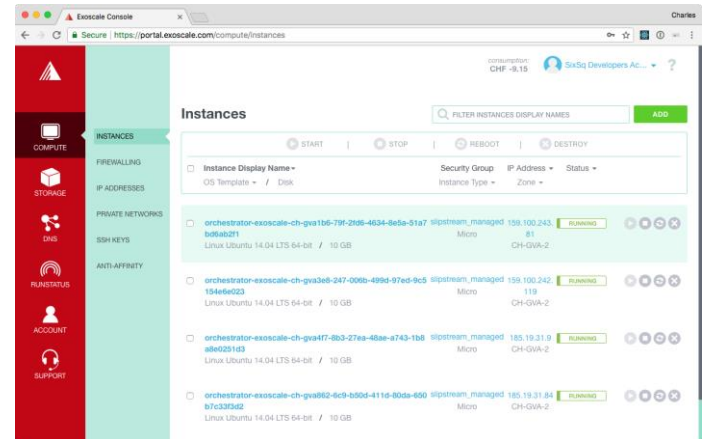 Exoscale Console
Charles
Secure | https://portal.exoscale.com/compute/instances
consumption:
CHF -9.15
SixSq Developers Ac...
?
Instances
FILTER INSTANCES DISPLAY NAMES
ADD
COMPUTE
STORAGE
DNS
RUNSTATUS
ACCOUNT
SUPPORT
INSTANCES
FIREWALLING
IP ADDRESSES
PRIVATE NETWORKS
SSH KEYS
ANTI-AFFINITY
START | STOP | REBOOT | DESTROY
Instance Display Name Security Group IP Address Status
OS Template / Disk Instance Type Zone
orchestrator-exoscale-ch-gva1b6-79f-2fd6-4634-8e5a-51a7 slipstream_managed 159.100.243. RUNNING
bd6ab2f1 Micro 81
Linux Ubuntu 14.04 LTS 64-bit / 10 GB CH-GVA-2
orchestrator-exoscale-ch-gva3e8-247-006b-499d-97ed-9c5 slipstream_managed 159.100.242. RUNNING
154e6e023 Micro 119
Linux Ubuntu 14.04 LTS 64-bit / 10 GB CH-GVA-2
orchestrator-exoscale-ch-gva4f7-8b3-27ea-48ae-a743-1b8 slipstream_managed 185.19.31.9 RUNNING
a8e0251d3 Micro CH-GVA-2
Linux Ubuntu 14.04 LTS 64-bit / 10 GB
orchestrator-exoscale-ch-gva862-6c9-b50d-411d-80da-650 slipstream_managed 185.19.31.84 RUNNING
b7c33f3d2 Micro CH-GVA-2
Linux Ubuntu 14.04 LTS 64-bit / 10 GB